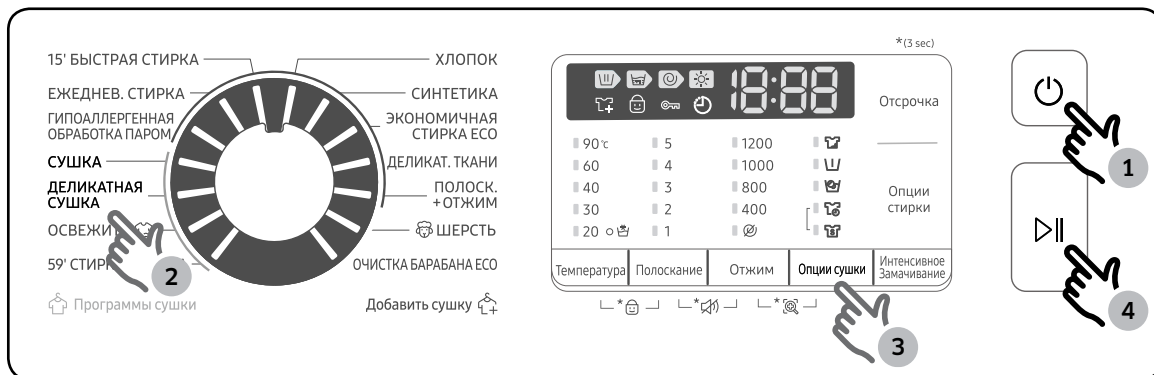 *(3 sec)
15' БЫСТРАЯ СТИРКА
ХЛОПОК
ЕЖЕДНЕВ. СТИРКА
СИНТЕТИКА
ГИПОАЛЛЕРГЕННАЯ
ОБРАБОТКА ПАРОМ
ЭКОНОМИЧНАЯ
СТИРКА ECO
СУШКА
ДЕЛИКАТ. ТКАНИ
ДЕЛИКАТНАЯ
СУШКА
ПОЛОСК.
+ОТЖИМ
ОСВЕЖИТ
ШЕРСТЬ
59' СТИР
ОЧИСТКА БАРАБАНА ECO
Программы сушки
Добавить сушку
2
18:88
Отсрочка
90℃ 5 1200
60 4 1000
40 3 800
30 2 400
20 1
Опции
стирки
Температура
Полоскание
Отжим
Опции сушки
Интенсивное
Замачивание
* * *
3
1
4